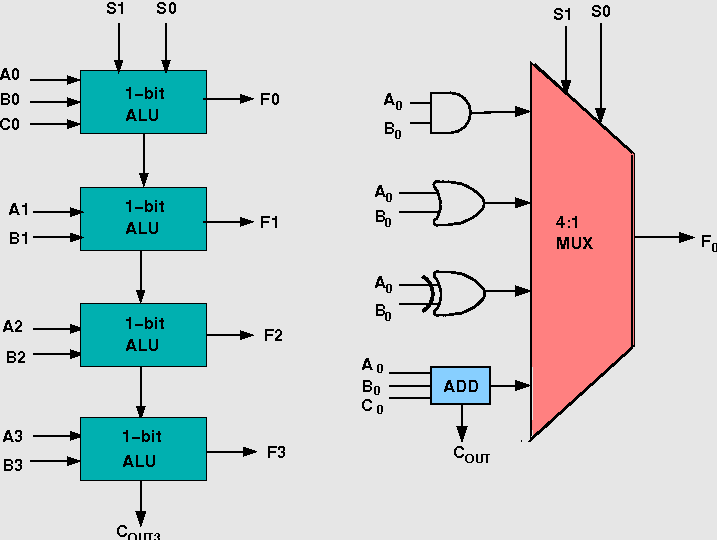 S1 S0
A0
B0
C0
1-bit
ALU
F0
A1
B1
1-bit
ALU
F1
A2
B2
1-bit
ALU
F2
A3
B3
1-bit
ALU
F3
COUT3
S1 S0
A0
B0
A0
B0
A0
B0
A0
B0
C0
ADD
COUT
4:1
MUX
F0